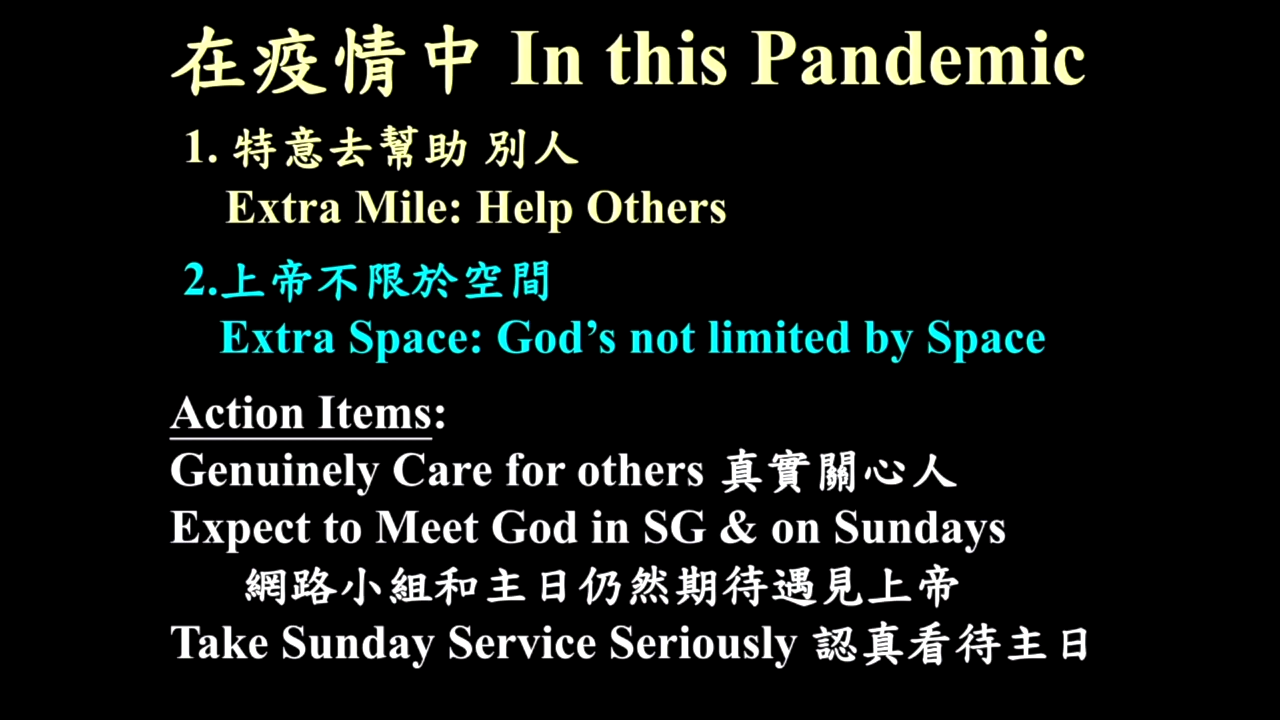 在疫情中 In this Pandemic
1. 特意去幫助 別人
Extra Mile: Help Others
2.上帝不限於空間
Extra Space: God’s not limited by Space
Action Items:
Genuinely Care for others 真實關心人
Expect to Meet God in SG & on Sundays
網路小組和主日仍然期待遇見上帝
Take Sunday Service Seriously 認真看待主日